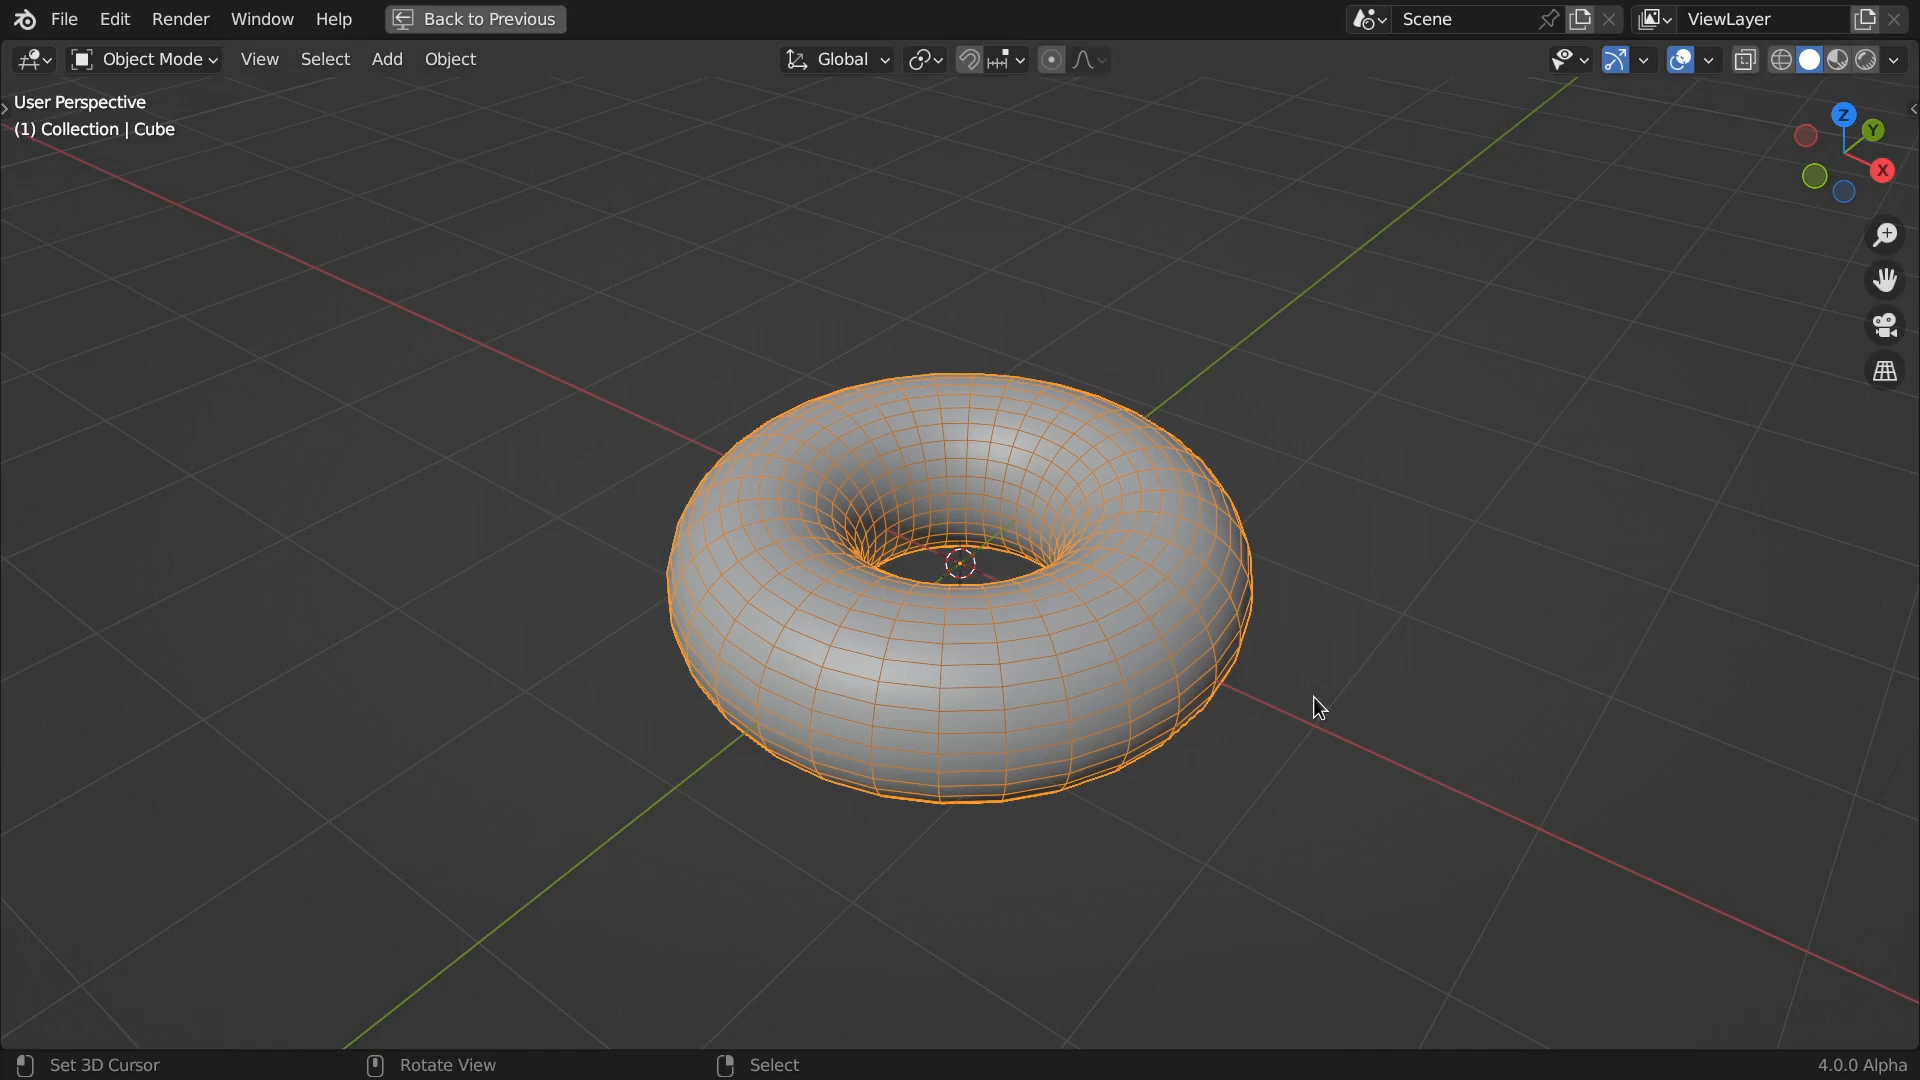 File Edit Render Window Help Back to Previous Scene ViewLayer
Object Mode View Select Add Object Global
User Perspective
(1) Collection | Cube
Z
Y
X
Set 3D Cursor Rotate View Select 4.0.0 Alpha